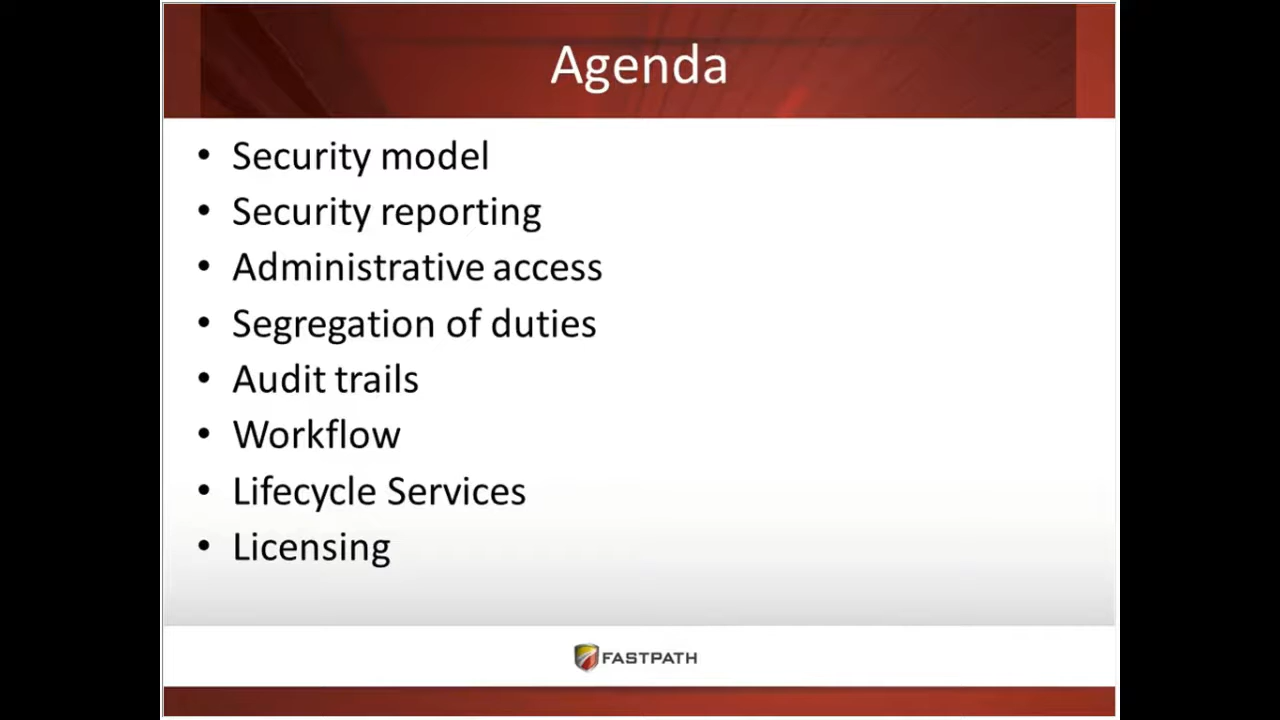 Agenda
• Security model
• Security reporting
• Administrative access
• Segregation of duties
• Audit trails
• Workflow
• Lifecycle Services
• Licensing
FASTPATH